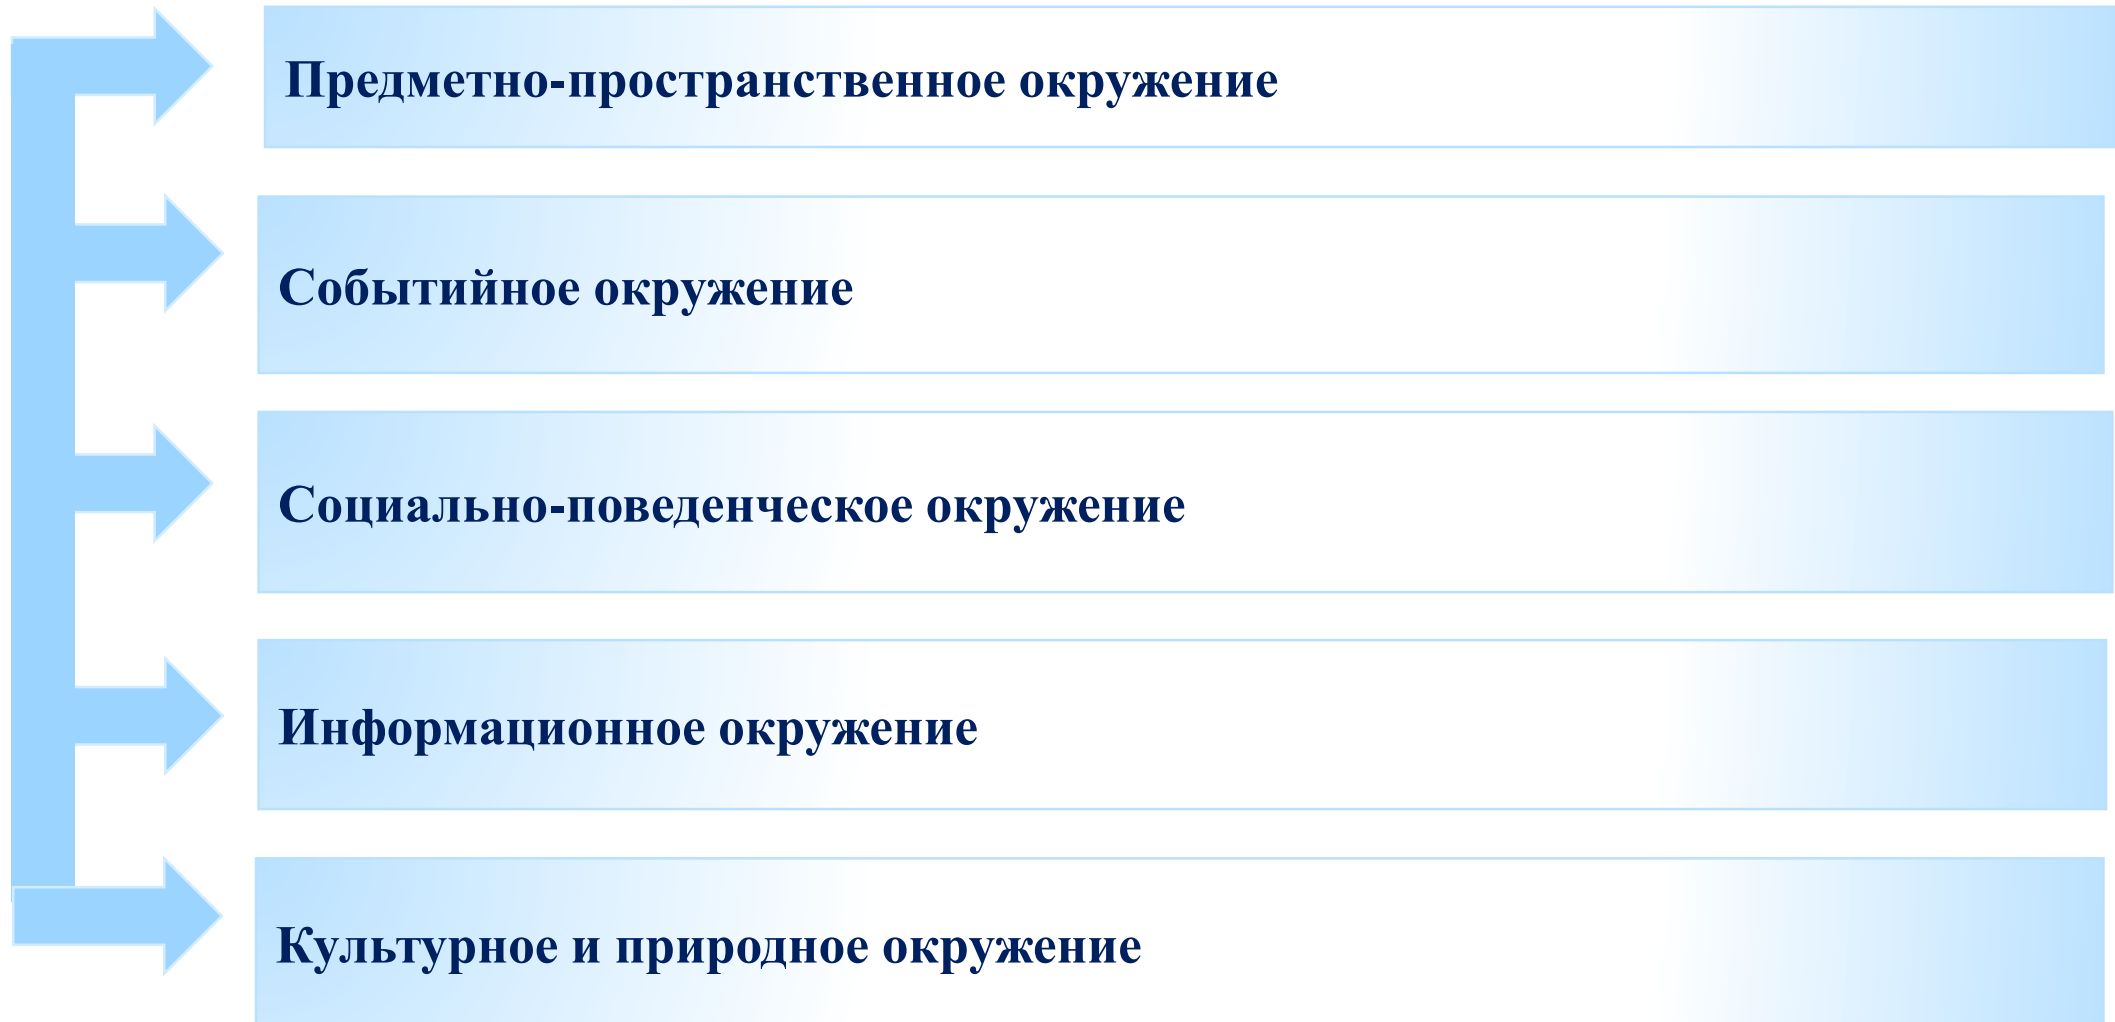 Предметно-пространственное окружение
Событийное окружение
Социально-поведенческое окружение
Информационное окружение
Культурное и природное окружение